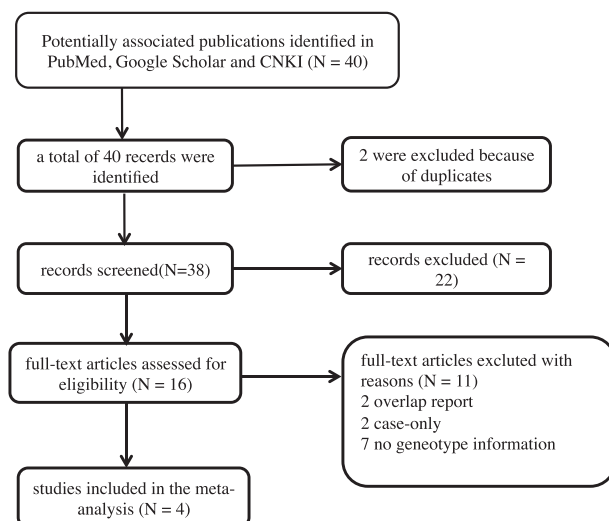 Potentially associated publications identified in
PubMed, Google Scholar and CNKI (N = 40)
a total of 40 recerds were
identified
2 were excluded because
of duplicates
records screened(N=38)
records excluded (N =
22)
full-text articles assessed for
eligibility (N = 16)
full-text articles excluted with
reasons (N = 11)
2 overlap report
2 case-only
7 no geneotype information
studies included in the meta-
analysis (N = 4)